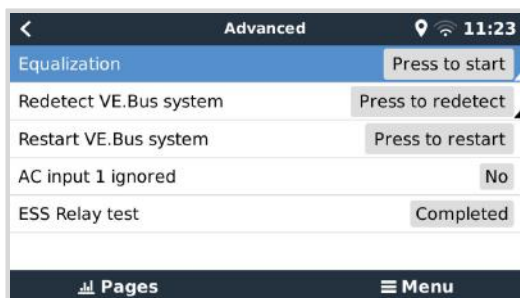 Advanced 11:23
Equalization Press to start
Redetect VE.Bus system Press to redetect
Restart VE.Bus system Press to restart
AC input 1 ignored No
ESS Relay test Completed
Pages Menu